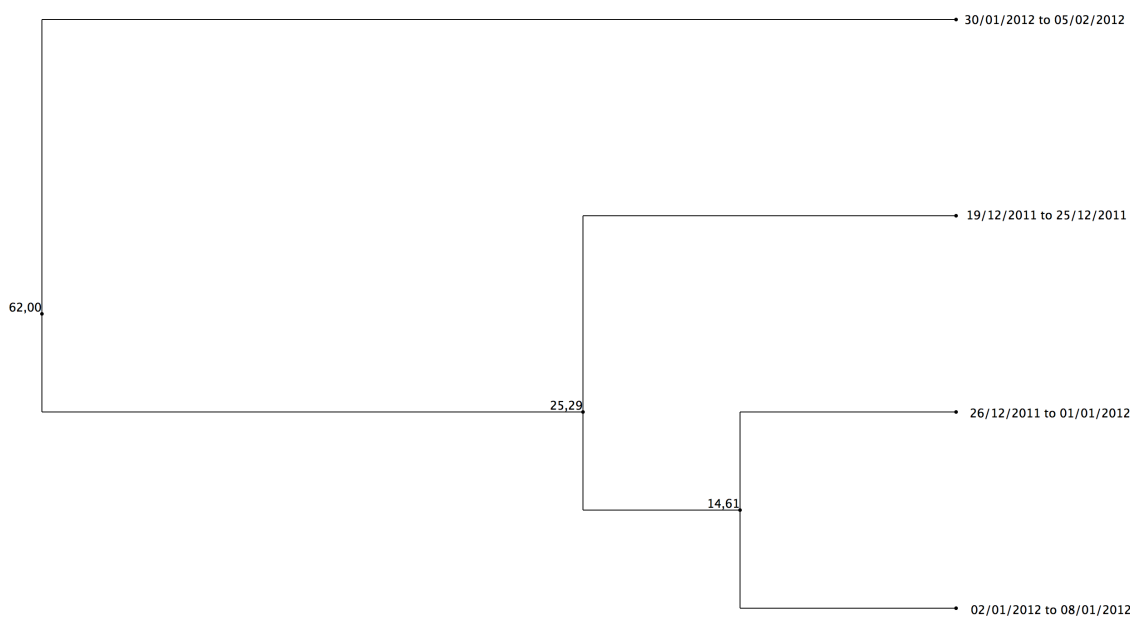 30/01/2012 to 05/02/2012
19/12/2011 to 25/12/2011
62,00
25,29
26/12/2011 to 01/01/2012
14,61
02/01/2012 to 08/01/2012